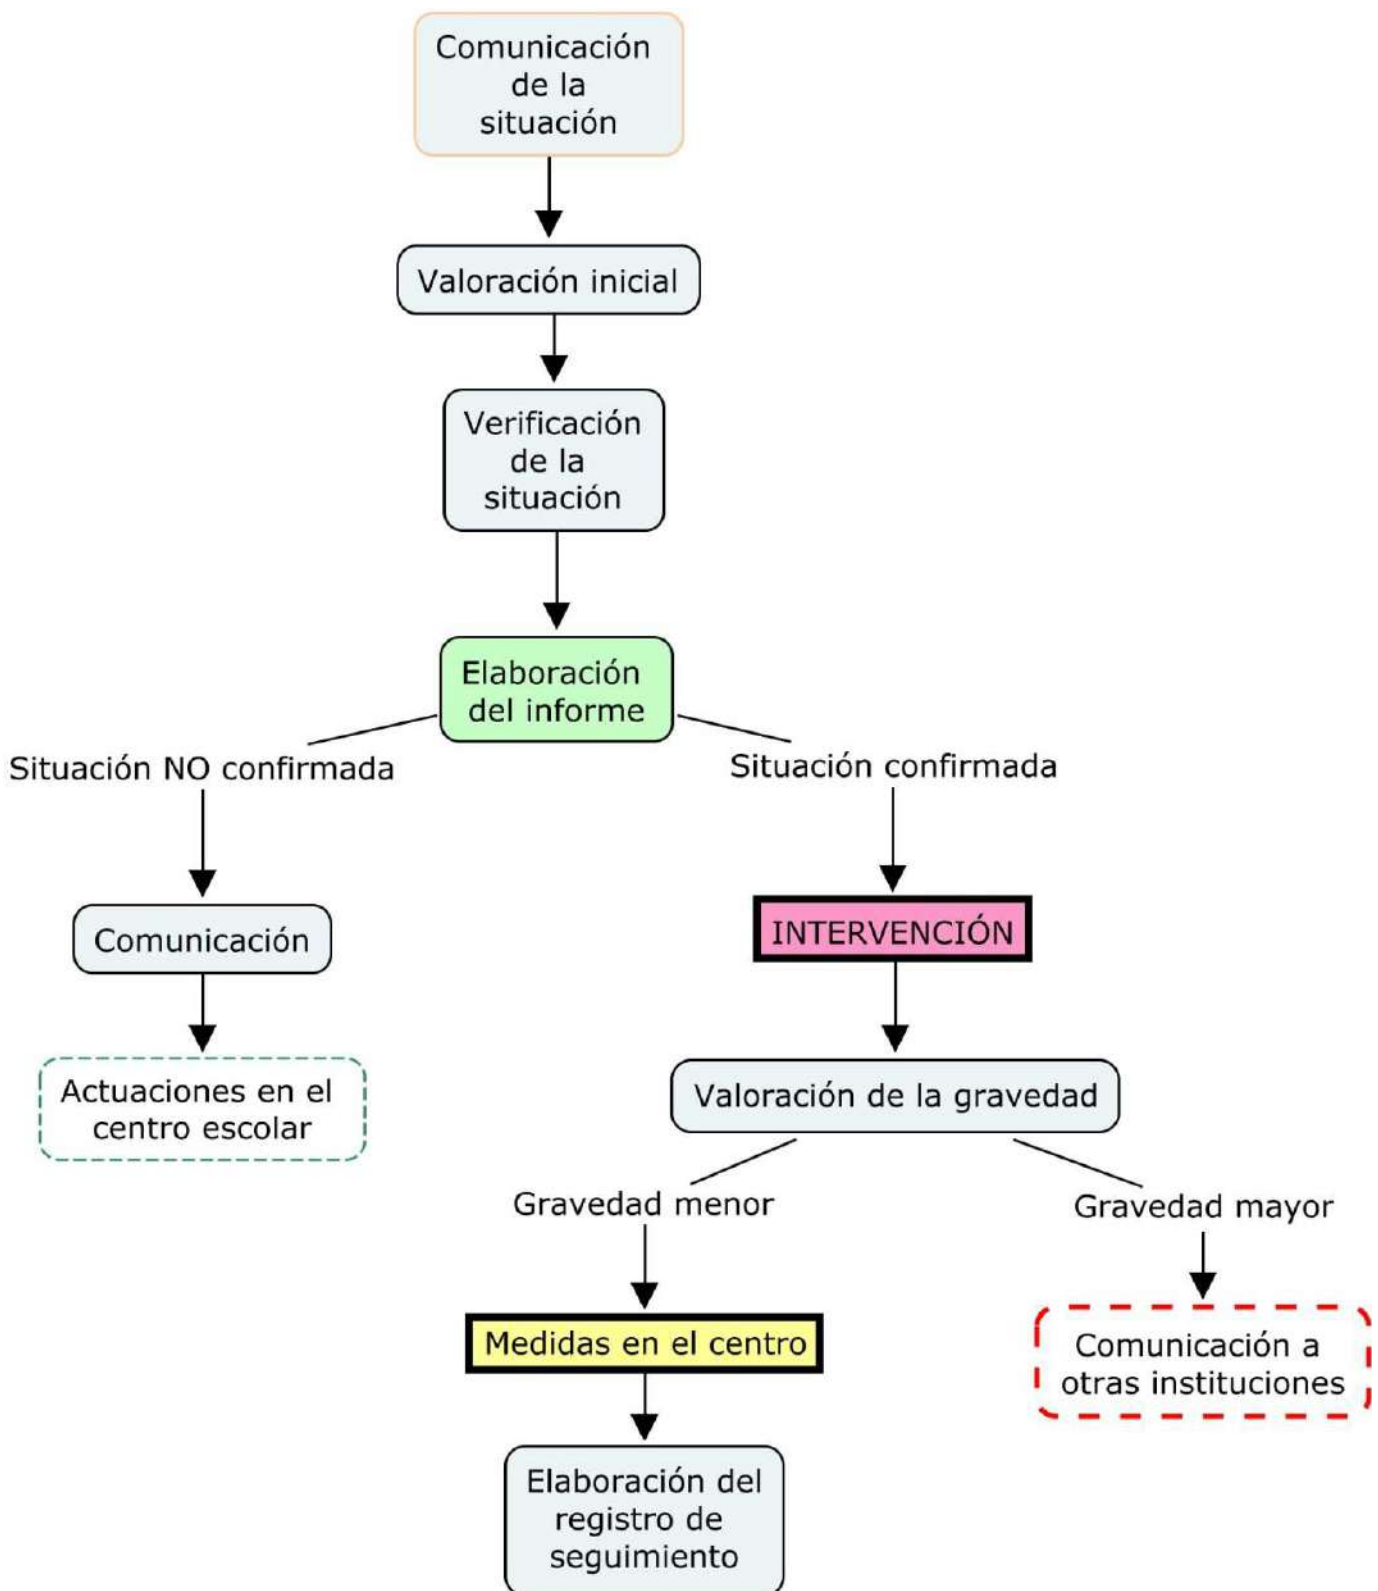 Comunicación
de la
situación
Valoración inicial
Verificación
de la
situación
Elaboración
del informe
Situación NO confirmada
Situación confirmada
Comunicación
INTERVENCIÓN
Actuaciones en el
centro escolar
Valoración de la gravedad
Gravedad menor
Gravedad mayor
Medidas en el centro
Comunicación a
otras instituciones
Elaboración del
registro de
seguimiento